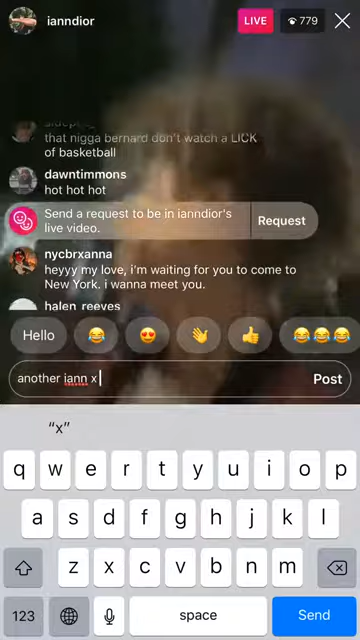 ianndior
LIVE
779
that nigga bernard don't watch a LICK
of basketball
dawntimmons
hot hot hot
Send a request to be in ianndior's
live video.
Request
nycbrxanna
heyyy my love, i'm waiting for you to come to
New York. i wanna meet you.
halen_reeves
Hello
another iann x
Post
"x"
q w e r t y u i o p
a s d f g h j k l
z x c v b n m
123
space
Send